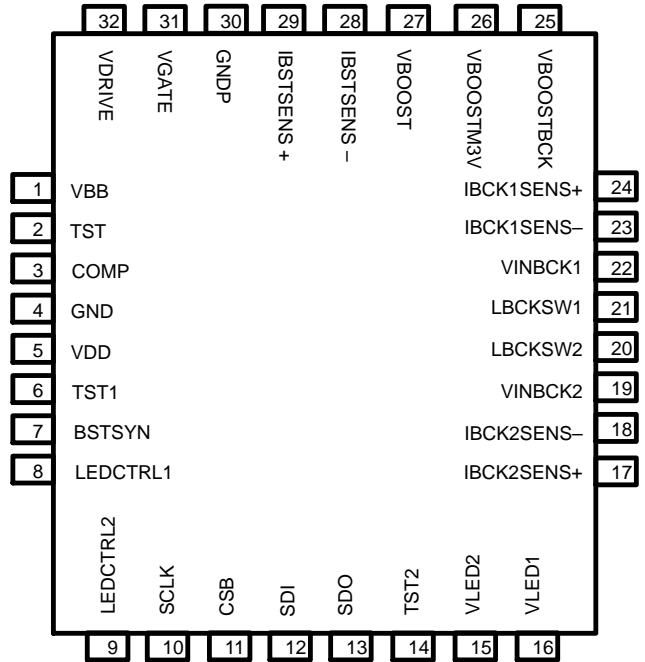 32 31 30 29 28 27 26 25
VDRIVE
VGATE
GNDP
IBSTSENS +
IBSTSENS –
VBOOST
VBOOSTM3V
VBOOSTBCK
1 VBB
2 TST
3 COMP
4 GND
5 VDD
6 TST1
7 BSTSYN
8 LEDCTRL1
IBCK1SENS+ 24
IBCK1SENS– 23
VINBCK1 22
LBCKSW1 21
LBCKSW2 20
VINBCK2 19
IBCK2SENS– 18
IBCK2SENS+ 17
LEDCTRL2
SCLK
CSB
SDI
SDO
TST2
VLED2
VLED1
9 10 11 12 13 14 15 16